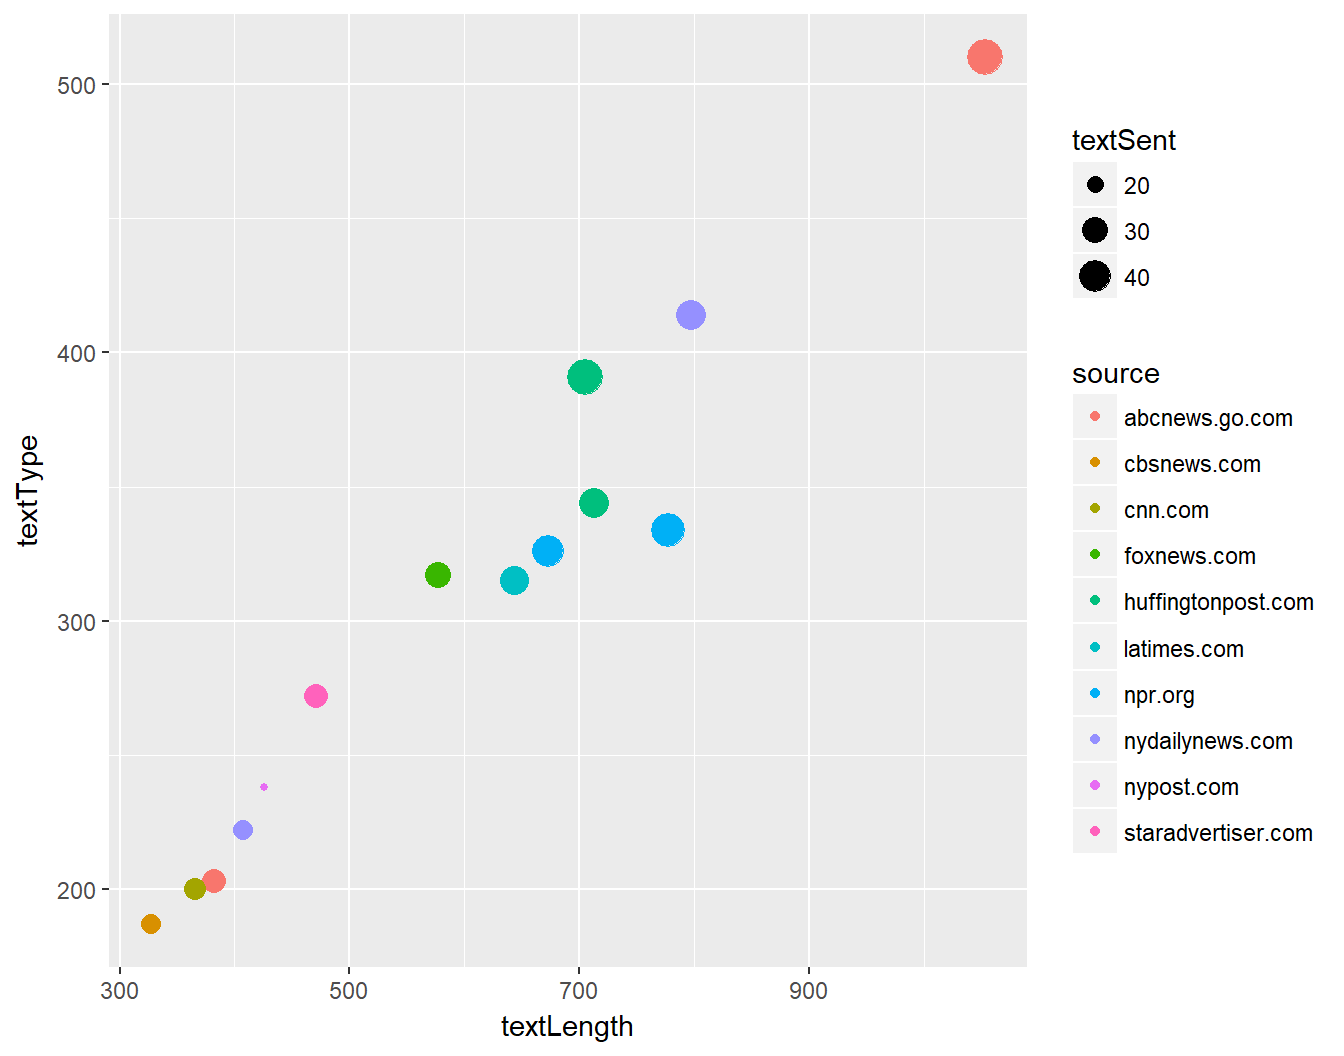 500
400
300
200
textType
300
500
700
900
textLength
textSent
20
30
40
source
abcnews.go.com
cbsnews.com
cnn.com
foxnews.com
huffingtonpost.com
latimes.com
npr.org
nydailynews.com
nypost.com
staradvertiser.com